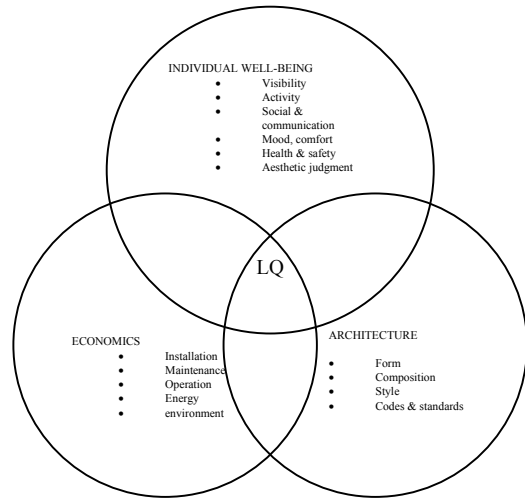 INDIVIDUAL WELL-BEING
• Visibility
• Activity
• Social &
communication
• Mood, comfort
• Health & safety
• Aesthetic judgment
LQ
ECONOMICS
• Installation
• Maintenance
• Operation
• Energy
• environment
ARCHITECTURE
• Form
• Composition
• Style
• Codes & standards